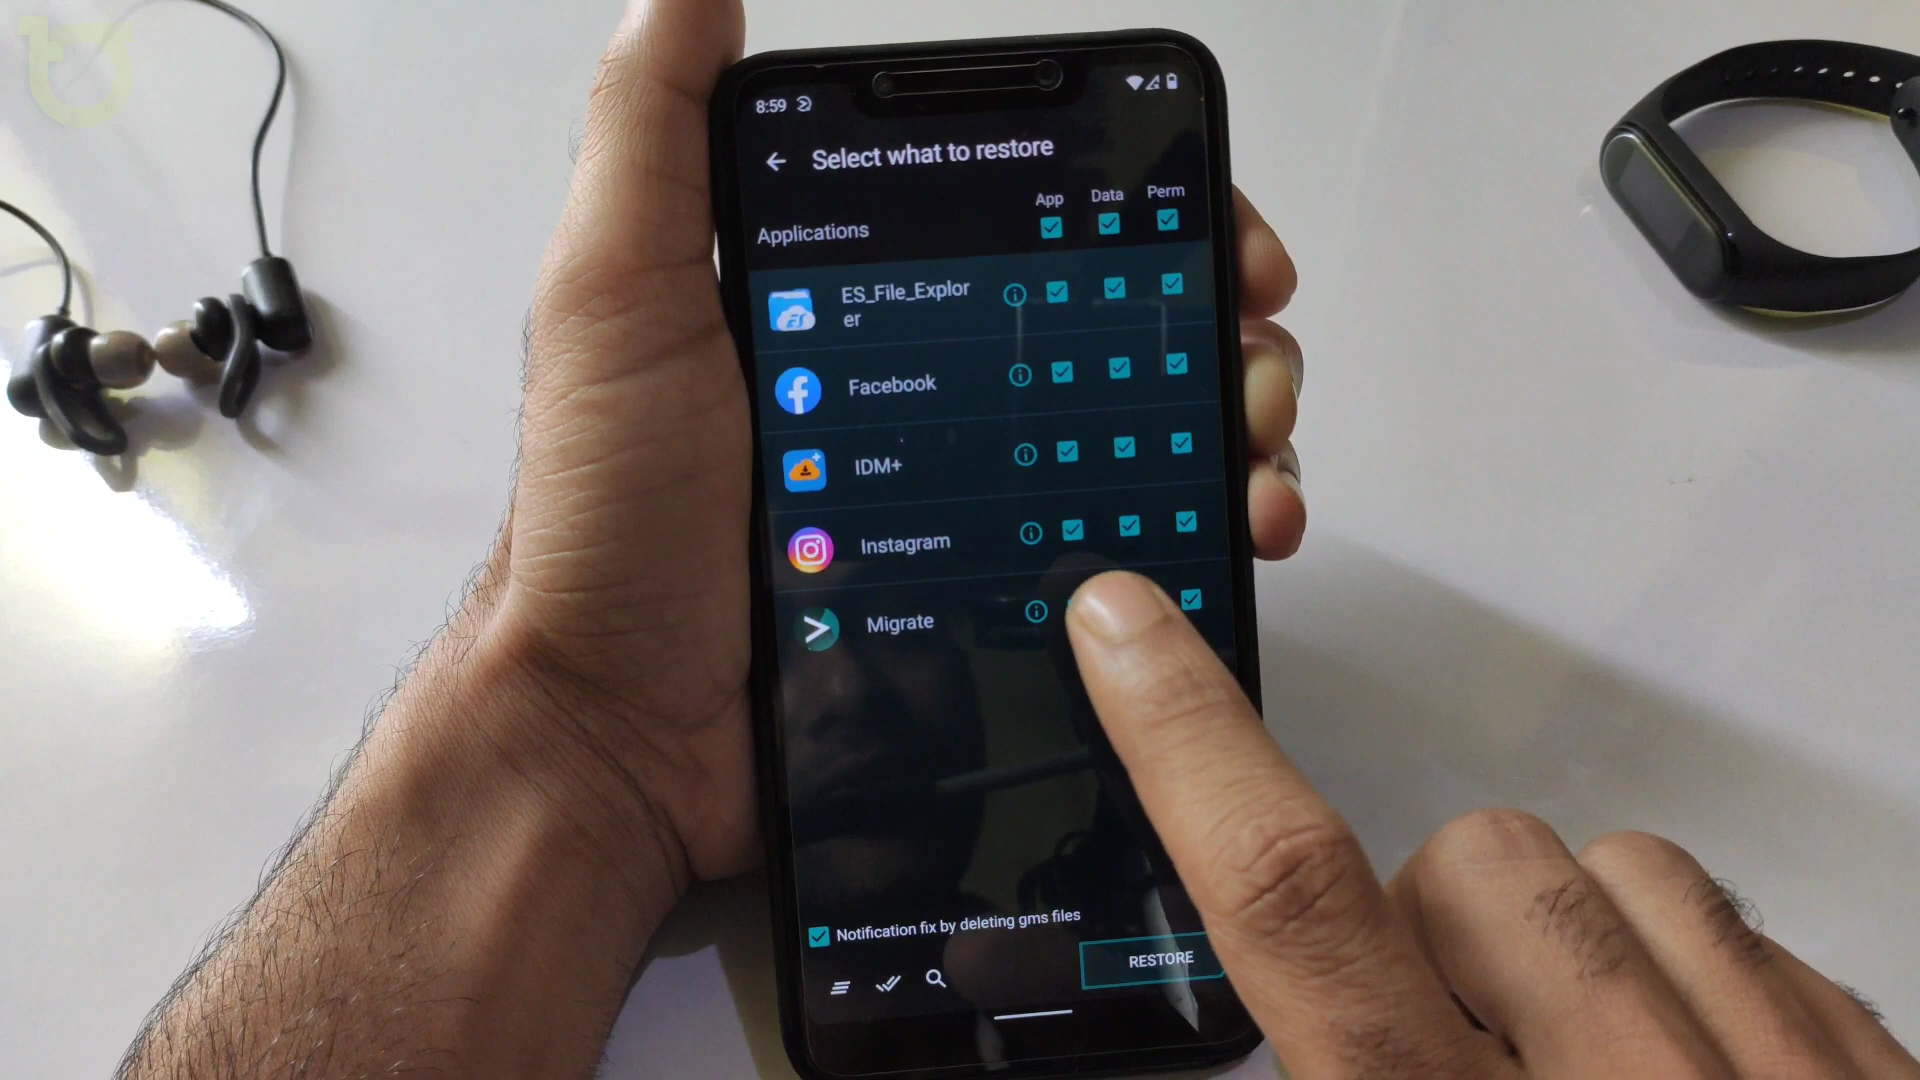 8:59
Select what to restore
App Data Perm
Applications
ES_File_Explor
er
Facebook
IDM+
Instagram
Migrate
Notification fix by deleting gms files
RESTORE